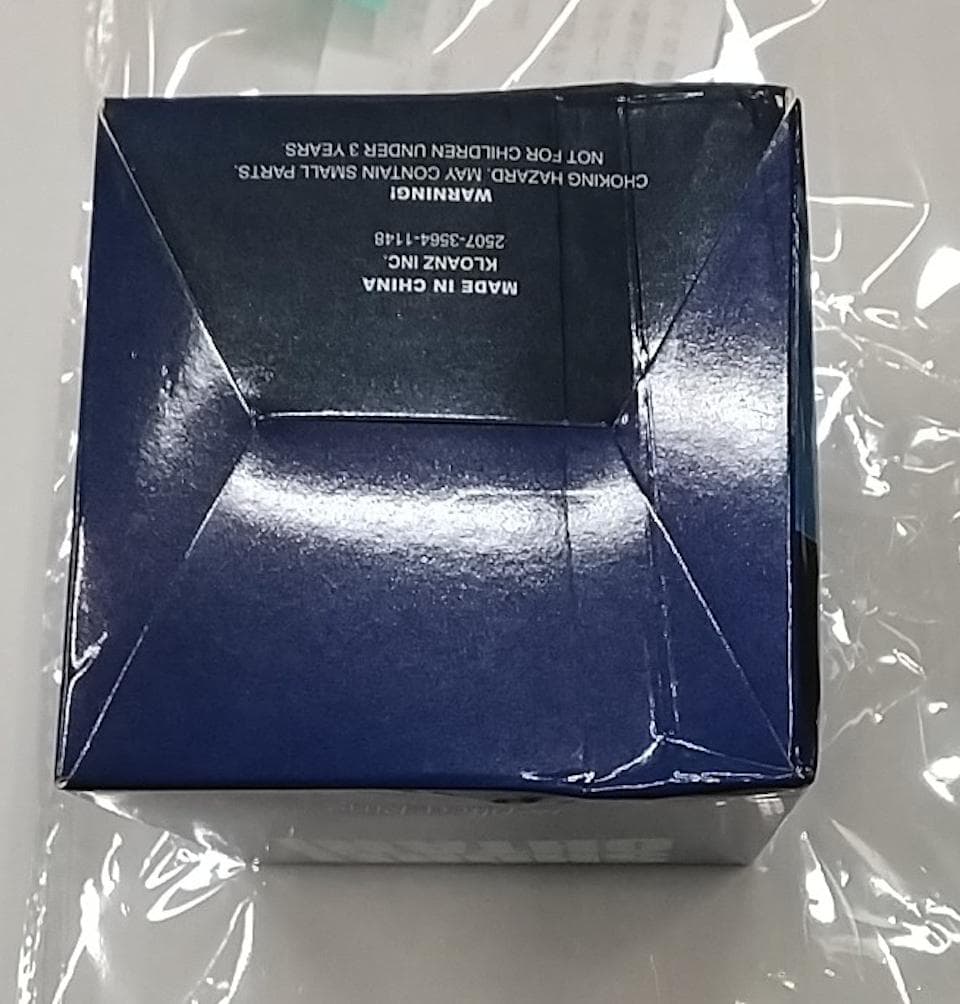 MADE IN CHINA
KLOANZ INC.
2507-3564-1148
WARNING!
CHOKING HAZARD. MAY CONTAIN SMALL PARTS.
NOT FOR CHILDREN UNDER 3 YEARS.